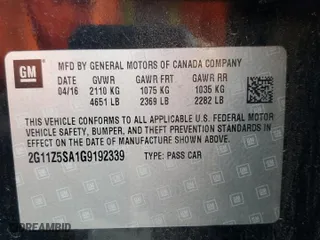 GM
MFD BY GENERAL MOTORS OF CANADA COMPANY
04/16 GVWR GAWR FRT GAWR RR
2110 KG 1075 KG 1035 KG
4651 LB 2369 LB 2282 LB
THIS VEHICLE CONFORMS TO ALL APPLICABLE U.S. FEDERAL MOTOR
VEHICLE SAFETY, BUMPER, AND THEFT PREVENTION STANDARDS IN
EFFECT ON THE DATE OF MANUFACTURE SHOWN ABOVE.
2G11Z5SA1G9192339 TYPE: PASS CAR
DREAMBID